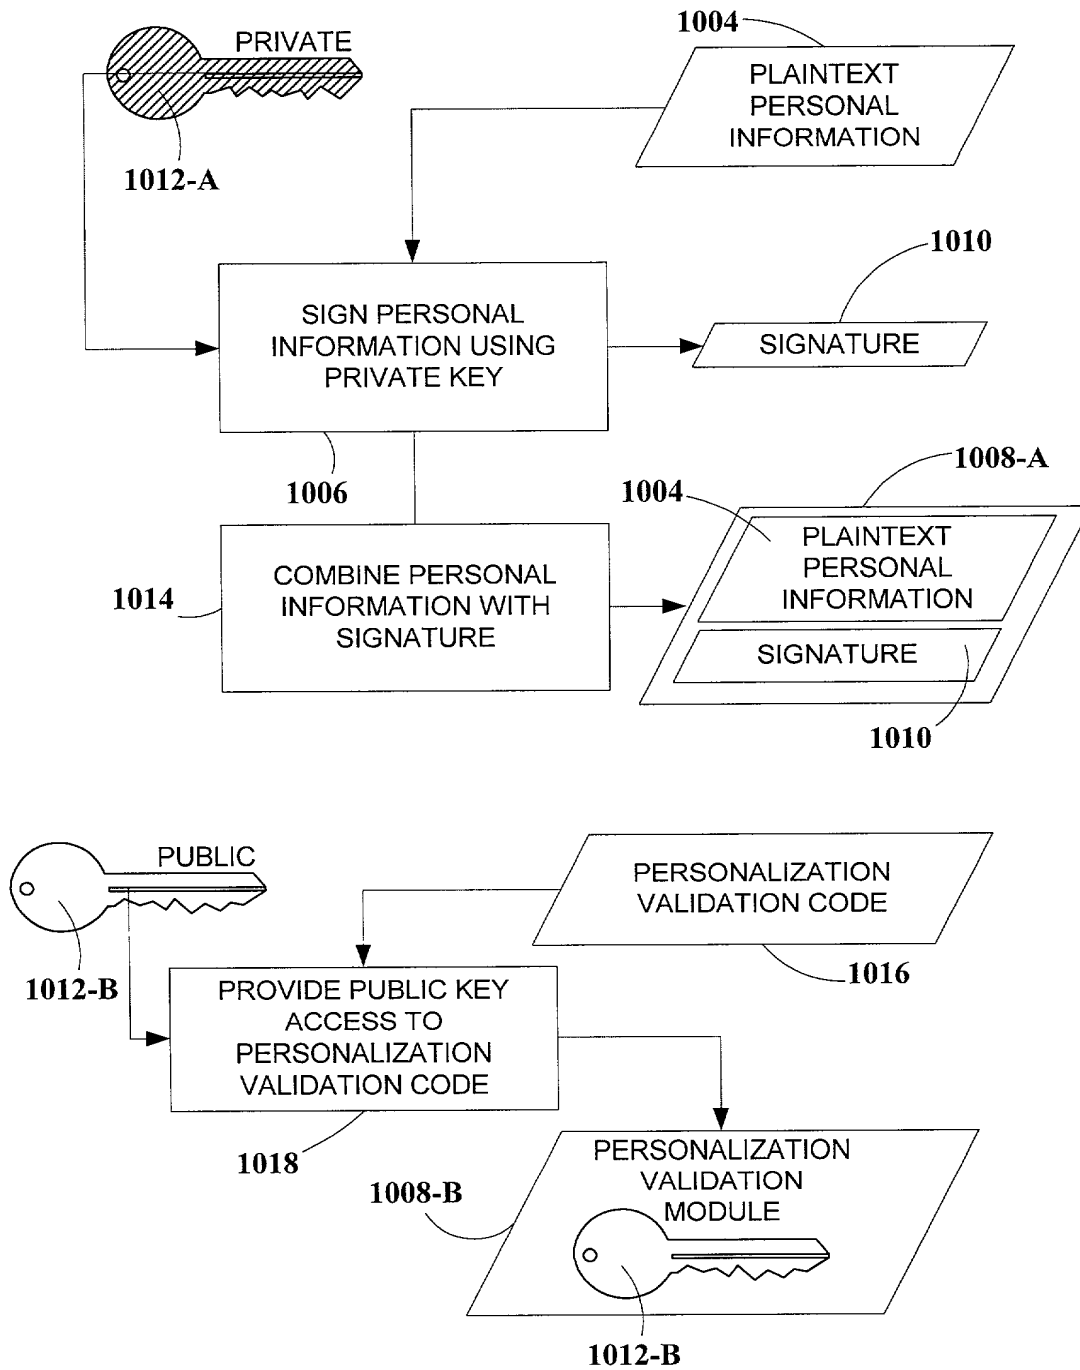 PRIVATE
1012-A
1004
PLAINTEXT
PERSONAL
INFORMATION
SIGN PERSONAL
INFORMATION USING
PRIVATE KEY
1006
1010
SIGNATURE
COMBINE PERSONAL
INFORMATION WITH
SIGNATURE
1014
1008-A
1004
PLAINTEXT
PERSONAL
INFORMATION
SIGNATURE
1010
PUBLIC
1012-B
PERSONALIZATION
VALIDATION CODE
1016
PROVIDE PUBLIC KEY
ACCESS TO
PERSONALIZATION
VALIDATION CODE
1018
1008-B
PERSONALIZATION
VALIDATION
MODULE
1012-B